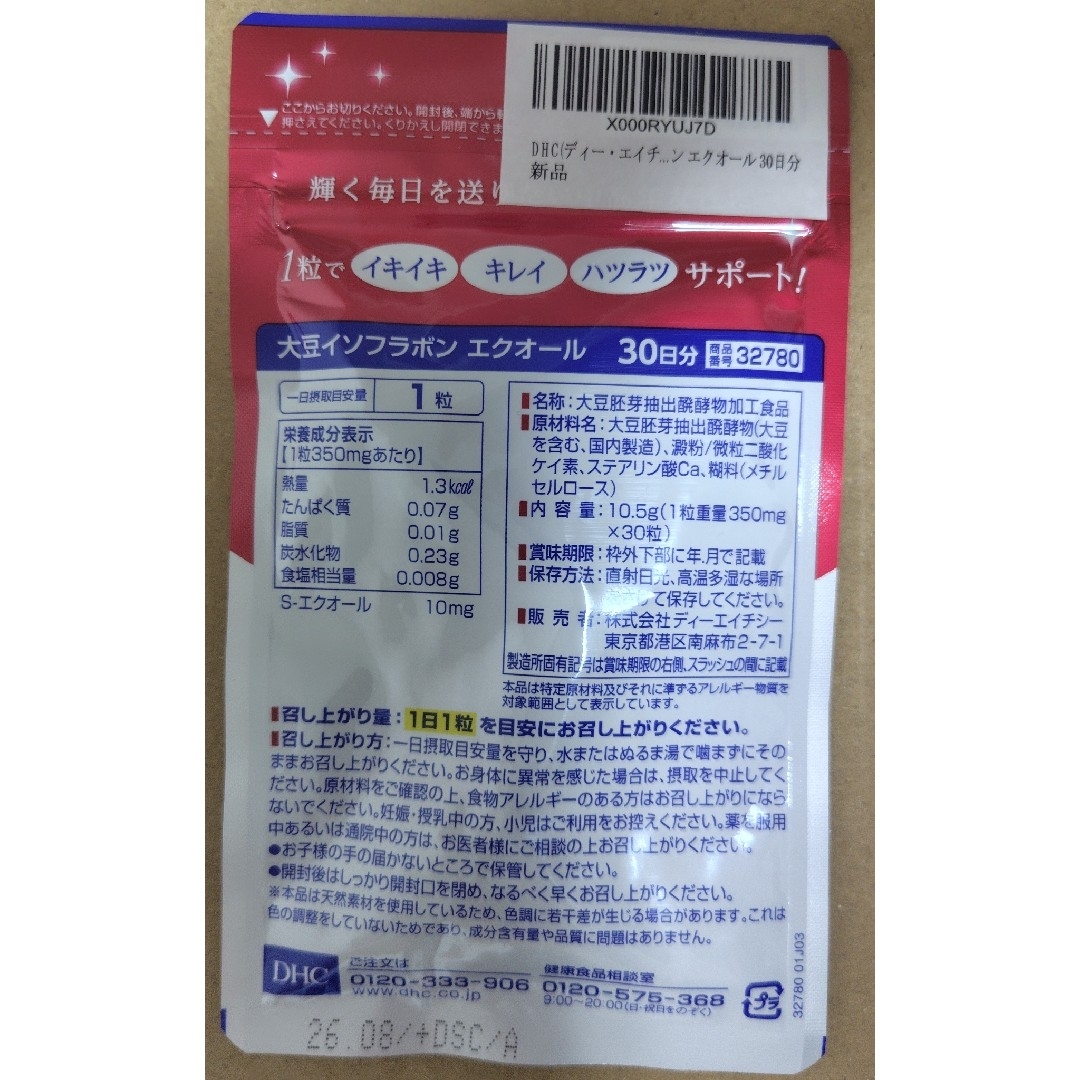 ここからお切りください。開封後、端から
押さえてください。くりかえし開閉できま
X000RYUJ7D
DHC(ディー・エイチ...ン エクオール 30日分
新品
輝く毎日を送り
1粒で イキイキ キレイ ハツラツ サポート!
大豆イソフラボン エクオール 30日分 商品番号 32780
一日摂取目安量 1粒
栄養成分表示
【1粒350mgあたり】
熱量 1.3kcal
たんぱく質 0.07g
脂質 0.01g
炭水化物 0.23g
食塩相当量 0.008g
S-エクオール 10mg
■名称:大豆胚芽抽出醗酵物加工食品
■原材料名:大豆胚芽抽出醗酵物(大豆
を含む、国内製造)、澱粉/微粒二酸化
ケイ素、ステアリン酸Ca、糊料(メチル
セルロース)
■内容量:10.5g(1粒重量350mg
×30粒)
■賞味期限:枠外下部に年.月で記載
■保存方法:直射日光、高温多湿な場所
て保存してください。
■販売者:株式会社ディーエイチシー
東京都港区南麻布2-7-1
製造所固有記号は賞味期限の右側、スラッシュの間に記載
本品は特定原材料及びそれに準ずるアレルギー物質を
対象範囲として表示しています。
■召し上がり量:1日1粒を目安にお召し上がりください。
■召し上がり方:一日摂取目安量を守り、水またはぬるま湯で噛まずにその
ままお召し上がりください。お身体に異常を感じた場合は、摂取を中止してく
ださい。原材料をご確認の上、食物アレルギーのある方はお召し上がりになら
ないでください。妊娠・授乳中の方、小児はご利用をお控えください。薬を服用
中あるいは通院中の方は、お医者様にご相談の上お召し上がりください。
●お子様の手の届かないところで保管してください。
●開封後はしっかり開封口を閉め、なるべく早くお召し上がりください。
※本品は天然素材を使用しているため、色調に若干差が生じる場合があります。これは
色の調整をしていないためであり、成分含有量や品質に問題はありません。
DHC
ご注文は
0120-333-906
www.dhc.co.jp
健康食品相談室
0120-575-368
9:00~20:00(日・祝日をのぞく)
プラ
32780 01J03
26.08/+DSC/A